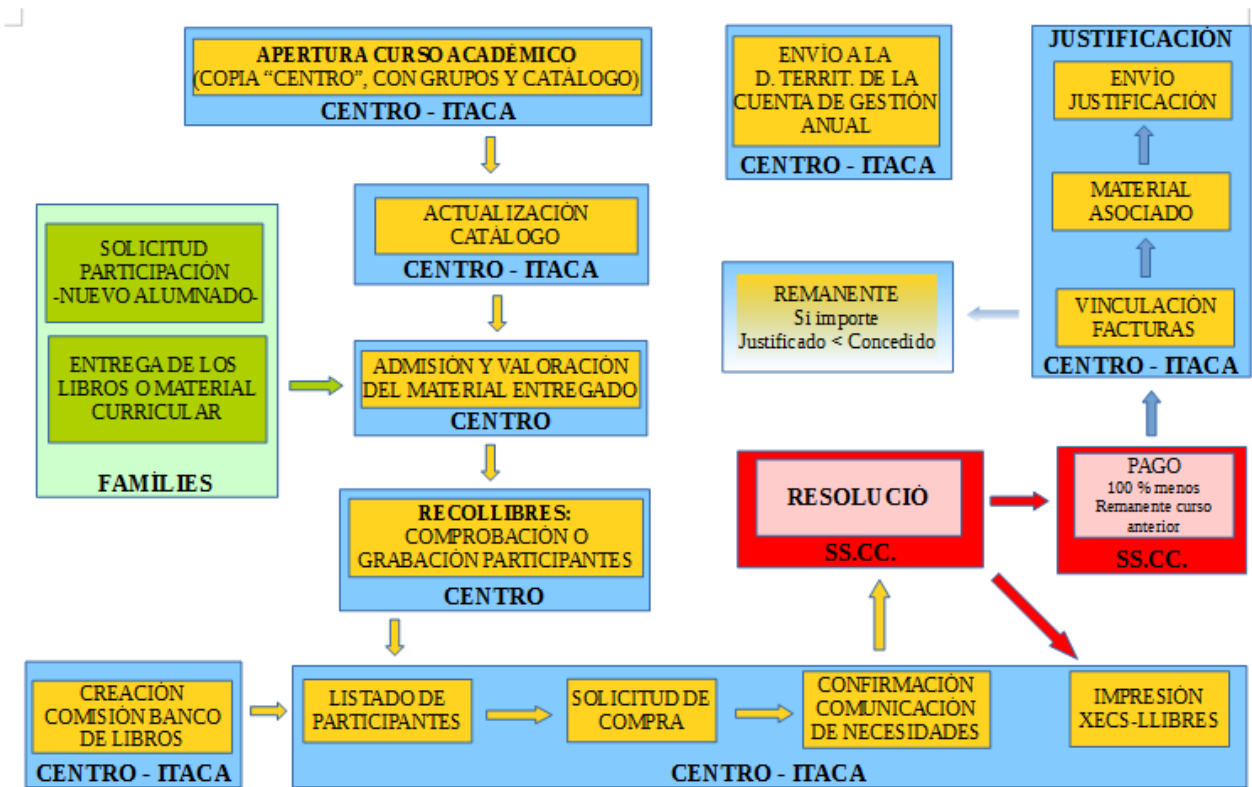 APERTURA CURSO ACADÉMICO
(COPIA “CENTRO”, CON GRUPOS Y CATÁLOGO)
CENTRO - ITACA
ENVÍO A LA
D. TERRIT. DE LA
CUENTA DE GESTIÓN
ANUAL
CENTRO - ITACA
JUSTIFICACIÓN
ENVÍO
JUSTIFICACIÓN
MATERIAL
ASOCIADO
VINCULACIÓN
FACTURAS
CENTRO - ITACA
ACTUALIZACIÓN
CATÁLOGO
CENTRO - ITACA
SOLICITUD
PARTICIPACIÓN
-NUEVO ALUMNADO-
ENTREGA DE LOS
LIBROS O MATERIAL
CURRICULAR
FAMÍLIES
REMANENTE
Si importe
Justificado < Concedido
ADMISIÓN Y VALORACIÓN
DEL MATERIAL ENTREGADO
CENTRO
RECOLLIBRES:
COMPROBACIÓN O
GRABACIÓN PARTICIPANTES
CENTRO
RESOLUCIÓ
SS.CC.
PAGO
100 % menos
Remanente curso
anterior
SS.CC.
CREACIÓN
COMISIÓN BANCO
DE LIBROS
CENTRO - ITACA
LISTADO DE
PARTICIPANTES
SOLICITUD DE
COMPRA
CONFIRMACIÓN
COMUNICACIÓN
DE NECESIDADES
IMPRESIÓN
XECS-LLIBRES
CENTRO - ITACA